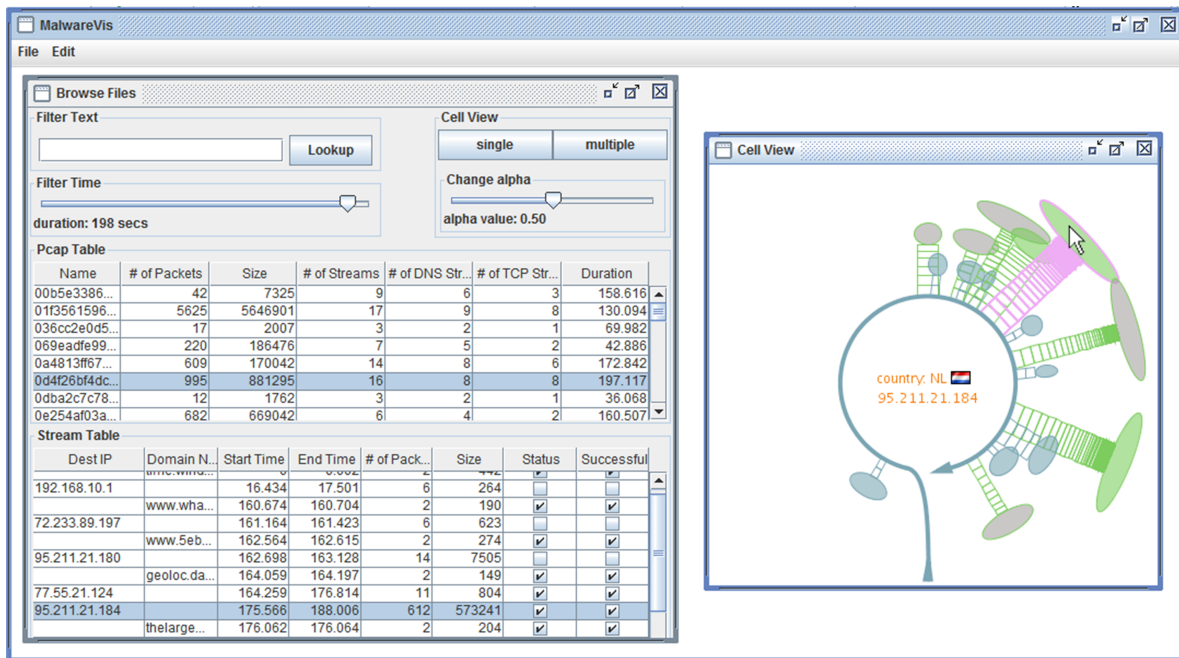 MalwareVis
File Edit
Browse Files
Filter Text
Lookup
Cell View
single multiple
Filter Time
duration: 198 secs
Change alpha
alpha value: 0.50
Pcap Table
Name # of Packets Size # of Streams # of DNS Str... # of TCP Str... Duration
00b5e3386... 42 7325 9 6 3 158.616
01f3561596... 5625 5646901 17 9 8 130.094
036cc2e0d5... 17 2007 3 2 1 69.982
069eadfe99... 220 186476 7 5 2 42.886
0a4813ff67... 609 170042 14 8 6 172.842
0d4f26bf4dc... 995 881295 16 8 8 197.117
0dba2c7c78... 12 1762 3 2 1 36.068
0e254af03a... 682 669042 6 4 2 160.507
Stream Table
Dest IP Domain N... Start Time End Time # of Pack... Size Status Successful
192.168.10.1 16.434 17.501 6 264
www.wha... 160.674 160.704 2 190
72.233.89.197 161.164 161.423 6 623
www.5eb... 162.564 162.615 2 274
95.211.21.180 162.698 163.128 14 7505
geoloc.da... 164.059 164.197 2 149
77.55.21.124 164.259 176.814 11 804
95.211.21.184 175.566 188.006 612 573241
thelarge... 176.062 176.064 2 204
Cell View
country: NL
95.211.21.184